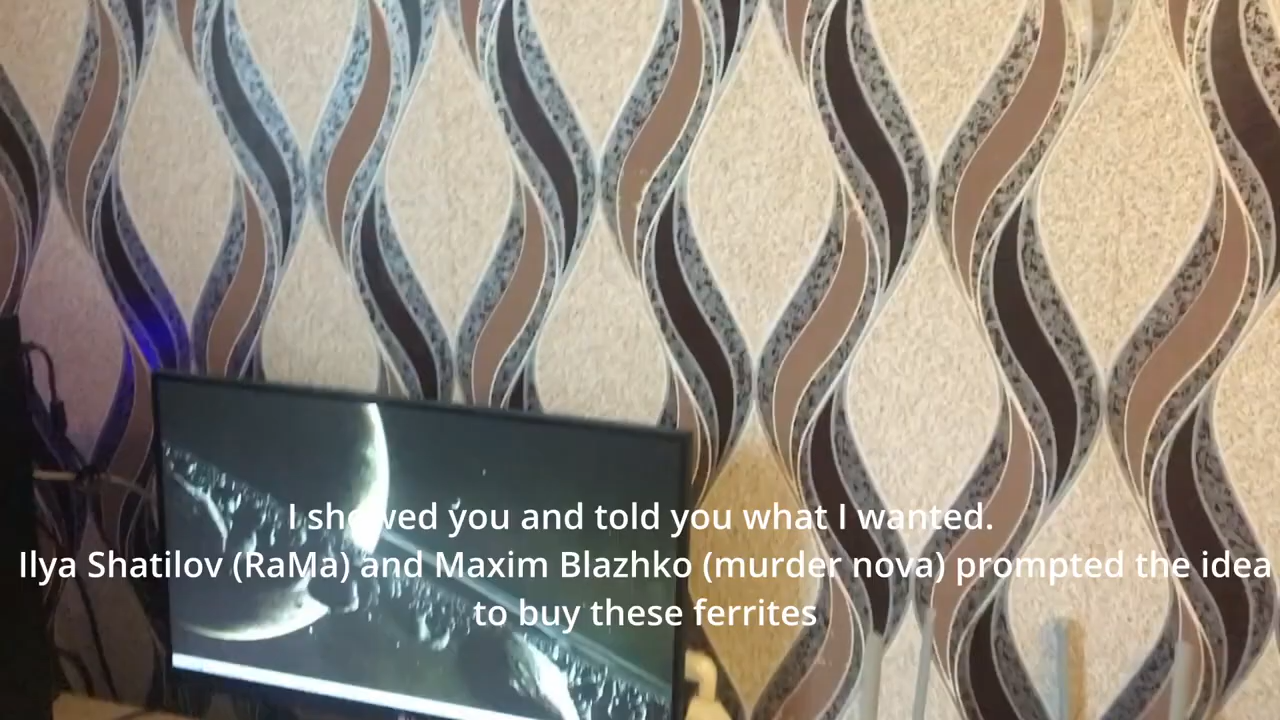 I showed you and told you what I wanted.
Ilya Shatilov (RaMa) and Maxim Blazhko (murder nova) prompted the idea
to buy these ferrites